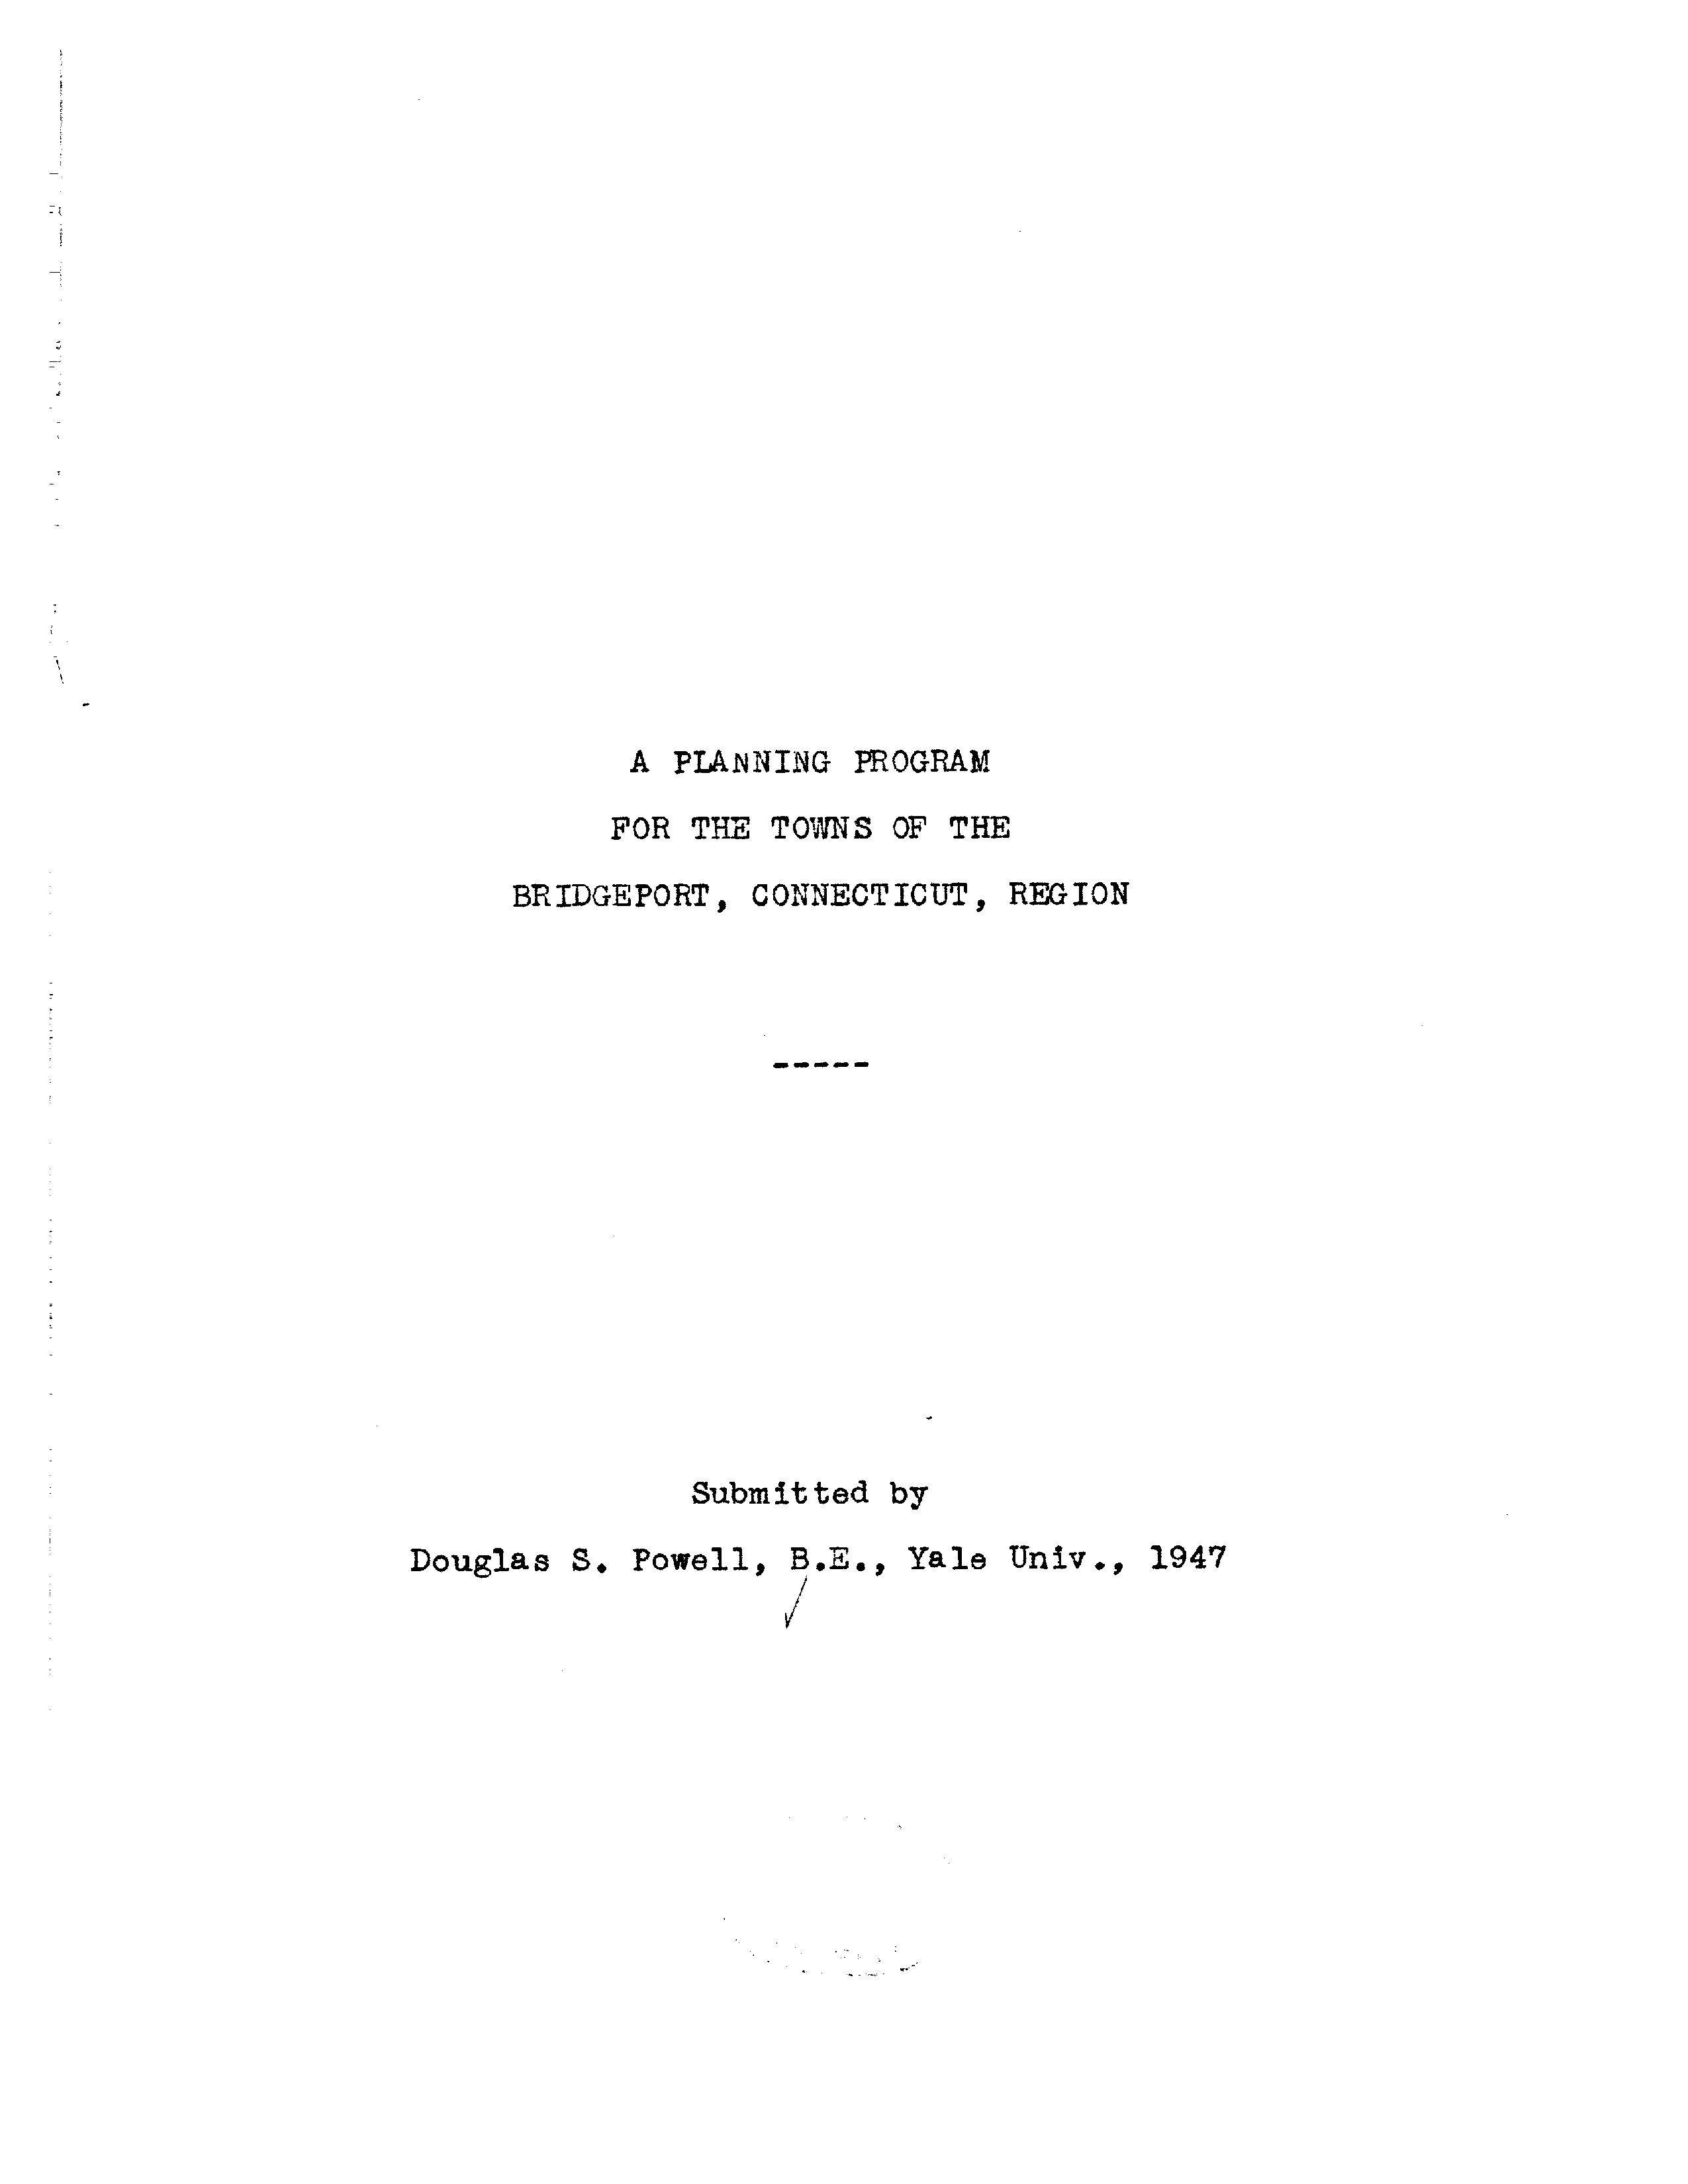 A PLANNING PROGRAM
FOR THE TOWNS OF THE
BRIDGEPORT, CONNECTICUT, REGION
-----
Submitted by
Douglas S. Powell, B.E., Yale Univ., 1947